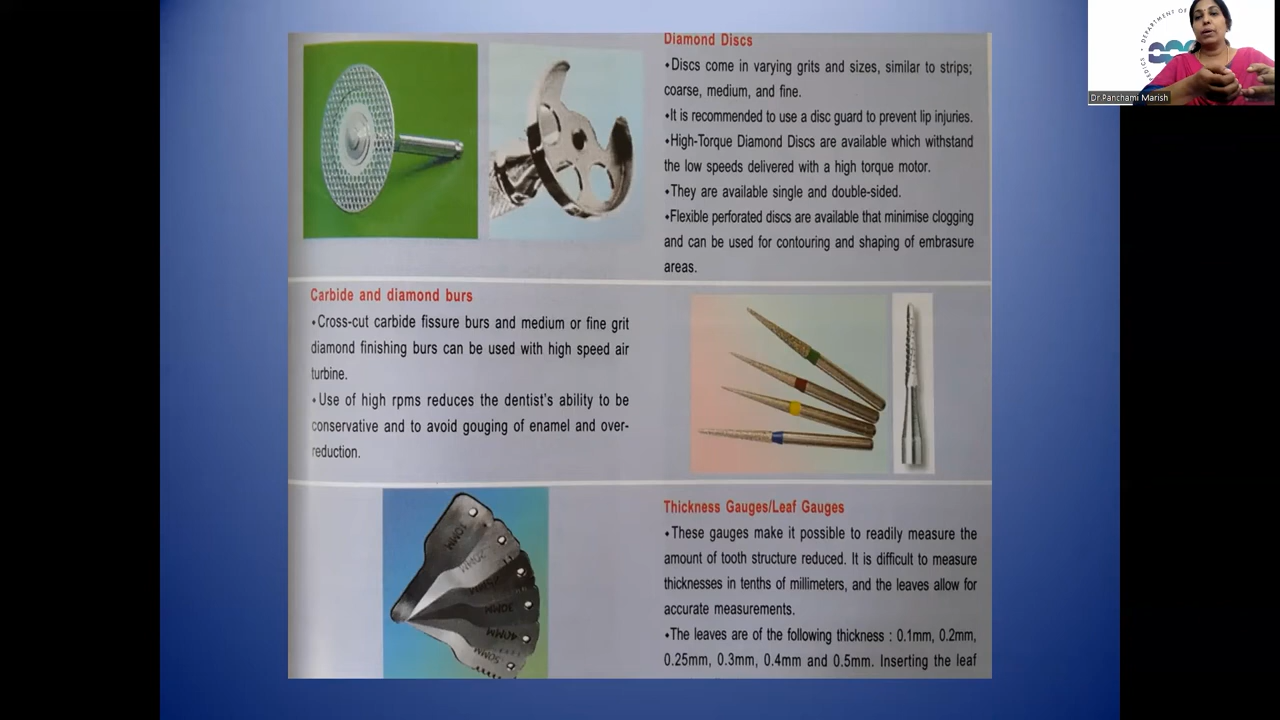 Diamond Discs
•Discs come in varying grits and sizes, similar to strips;
coarse, medium, and fine.
•It is recommended to use a disc guard to prevent lip injuries.
•High-Torque Diamond Discs are available which withstand
the low speeds delivered with a high torque motor.
•They are available single and double-sided.
•Flexible perforated discs are available that minimise clogging
and can be used for contouring and shaping of embrasure
areas.
Carbide and diamond burs
•Cross-cut carbide fissure burs and medium or fine grit
diamond finishing burs can be used with high speed air
turbine.
•Use of high rpms reduces the dentist's ability to be
conservative and to avoid gouging of enamel and over-
reduction.
Thickness Gauges/Leaf Gauges
•These gauges make it possible to readily measure the
amount of tooth structure reduced. It is difficult to measure
thicknesses in tenths of millimeters, and the leaves allow for
accurate measurements.
•The leaves are of the following thickness : 0.1mm, 0.2mm,
0.25mm, 0.3mm, 0.4mm and 0.5mm. Inserting the leaf
.10MM
.20MM
.30MM
.40MM
.50MM
DEPARTMENT OF
Dr Panchami Marish